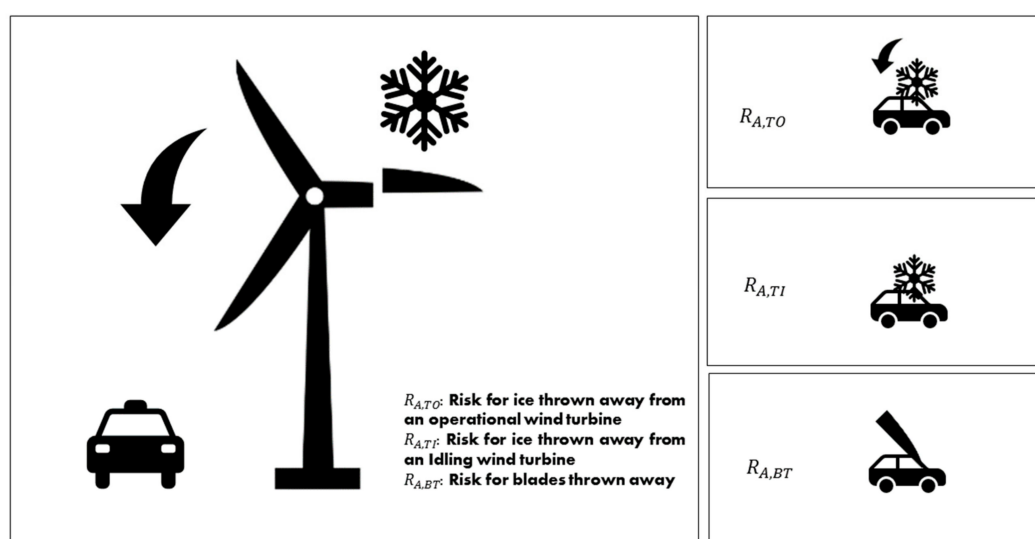 R_{A,TO}: Risk for ice thrown away from
an operational wind turbine
R_{A,TI}: Risk for ice thrown away from
an Idling wind turbine
R_{A,BT}: Risk for blades thrown away
R_{A,TO}
R_{A,TI}
R_{A,BT}